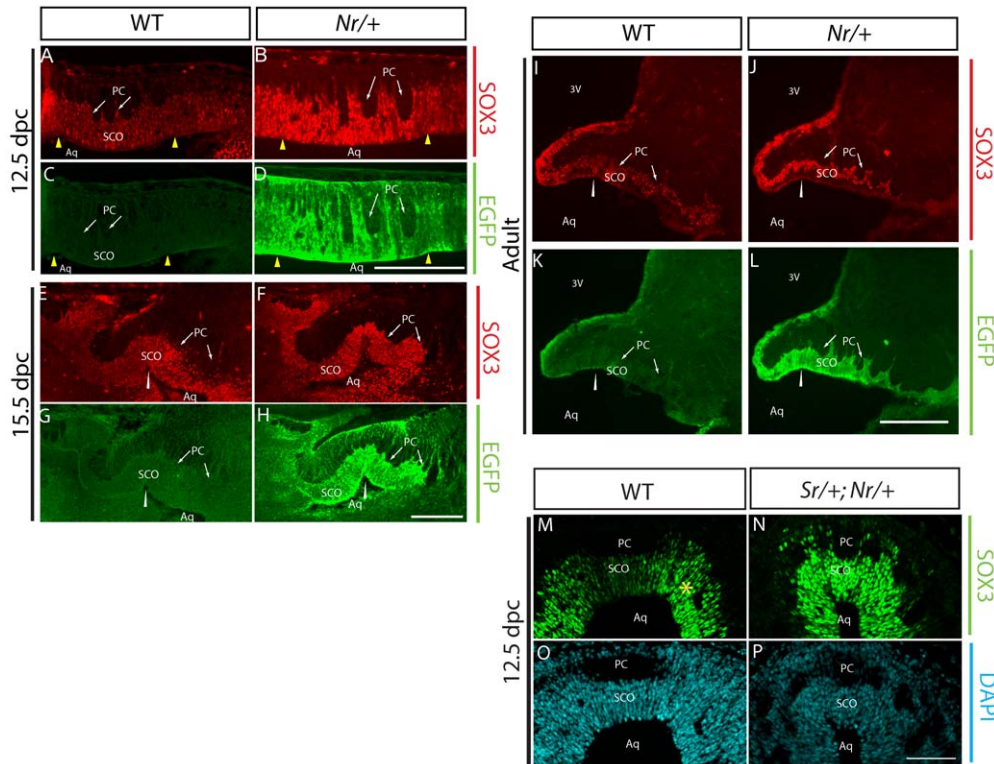 WT
Nr/+
12.5 dpc
A
PC
SCO
Aq
B
PC
Aq
SOX3
C
PC
SCO
Aq
D
PC
Aq
EGFP
15.5 dpc
E
PC
SCO
Aq
F
PC
SCO
Aq
SOX3
G
PC
SCO
Aq
H
PC
SCO
Aq
EGFP
WT
Nr/+
Adult
I
3V
PC
SCO
Aq
J
3V
PC
SCO
Aq
SOX3
K
3V
PC
SCO
Aq
L
3V
PC
SCO
Aq
EGFP
WT
Sr/+; Nr/+
12.5 dpc
M
PC
SCO
*
Aq
N
PC
SCO
Aq
SOX3
O
PC
SCO
Aq
P
PC
SCO
Aq
DAPI